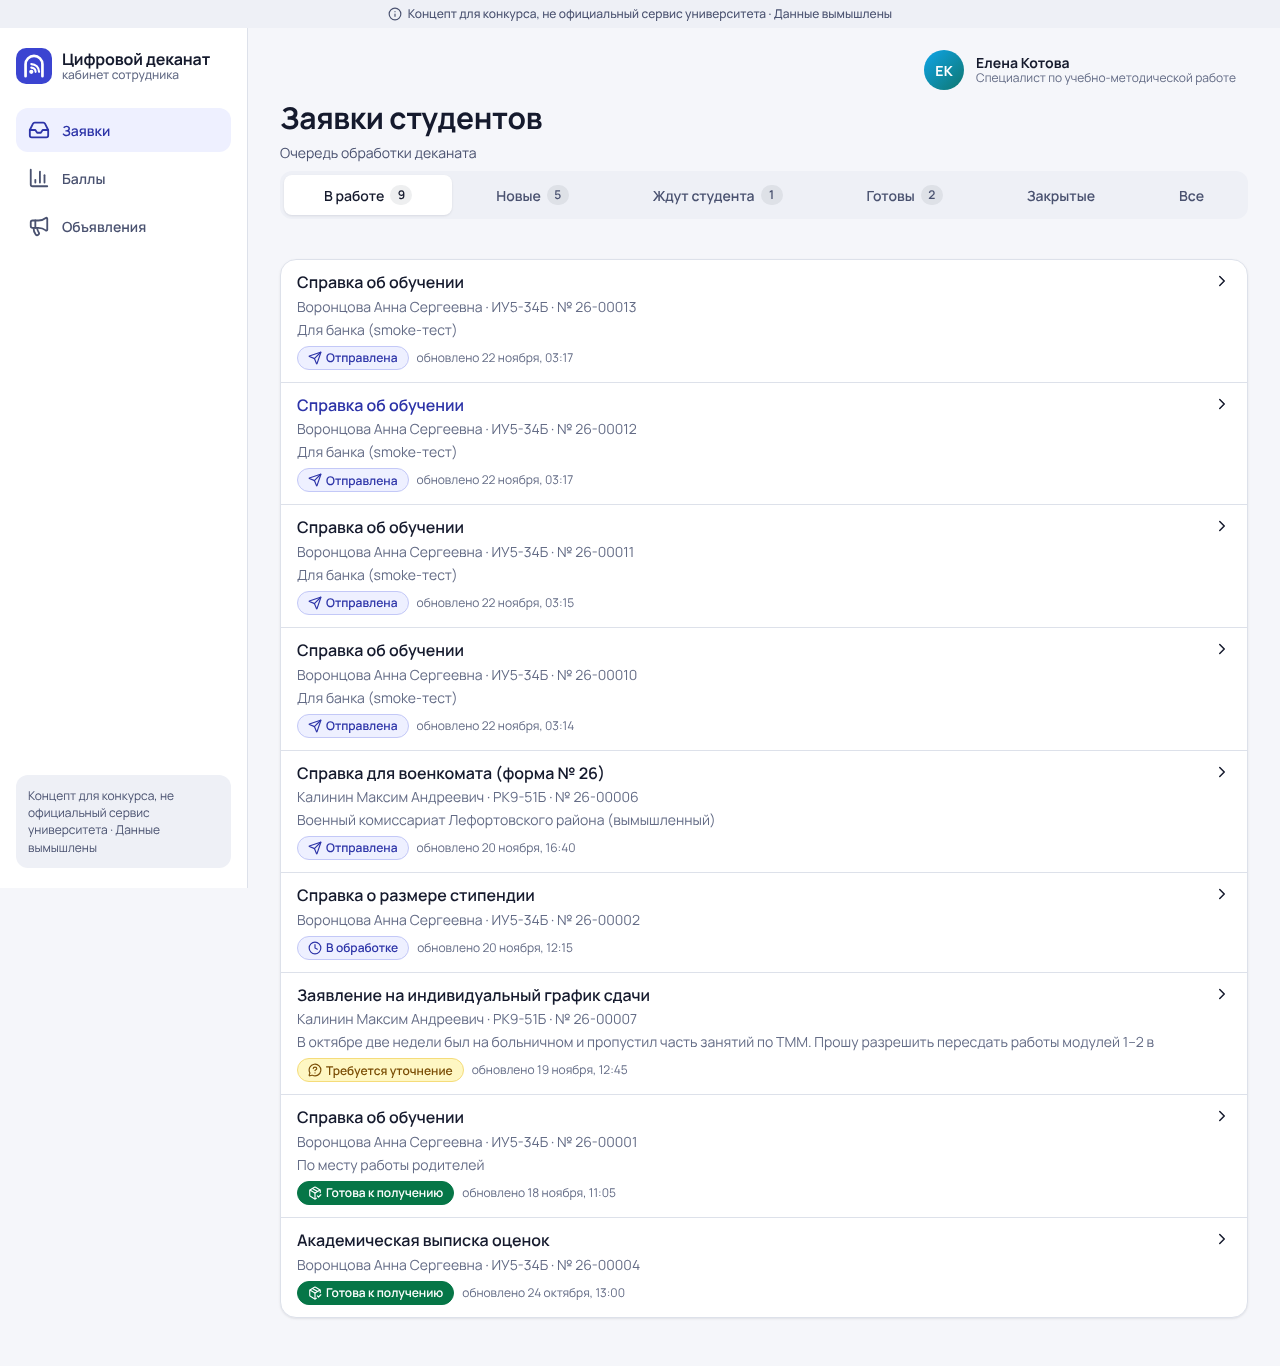 Концепт для конкурса, не официальный сервис университета · Данные вымышлены
Цифровой деканат
кабинет сотрудника
Заявки
Баллы
Объявления
Концепт для конкурса, не
официальный сервис
университета · Данные
вымышлены
ЕК
Елена Котова
Специалист по учебно-методической работе
Заявки студентов
Очередь обработки деканата
В работе 9
Новые 5
Ждут студента 1
Готовы 2
Закрытые
Все
Справка об обучении
Воронцова Анна Сергеевна · ИУ5-34Б · № 26-00013
Для банка (smoke-тест)
Отправлена обновлено 22 ноября, 03:17
Справка об обучении
Воронцова Анна Сергеевна · ИУ5-34Б · № 26-00012
Для банка (smoke-тест)
Отправлена обновлено 22 ноября, 03:17
Справка об обучении
Воронцова Анна Сергеевна · ИУ5-34Б · № 26-00011
Для банка (smoke-тест)
Отправлена обновлено 22 ноября, 03:15
Справка об обучении
Воронцова Анна Сергеевна · ИУ5-34Б · № 26-00010
Для банка (smoke-тест)
Отправлена обновлено 22 ноября, 03:14
Справка для военкомата (форма № 26)
Калинин Максим Андреевич · РК9-51Б · № 26-00006
Военный комиссариат Лефортовского района (вымышленный)
Отправлена обновлено 20 ноября, 16:40
Справка о размере стипендии
Воронцова Анна Сергеевна · ИУ5-34Б · № 26-00002
В обработке обновлено 20 ноября, 12:15
Заявление на индивидуальный график сдачи
Калинин Максим Андреевич · РК9-51Б · № 26-00007
В октябре две недели был на больничном и пропустил часть занятий по ТММ. Прошу разрешить пересдать работы модулей 1–2 в
Требуется уточнение обновлено 19 ноября, 12:45
Справка об обучении
Воронцова Анна Сергеевна · ИУ5-34Б · № 26-00001
По месту работы родителей
Готова к получению обновлено 18 ноября, 11:05
Академическая выписка оценок
Воронцова Анна Сергеевна · ИУ5-34Б · № 26-00004
Готова к получению обновлено 24 октября, 13:00